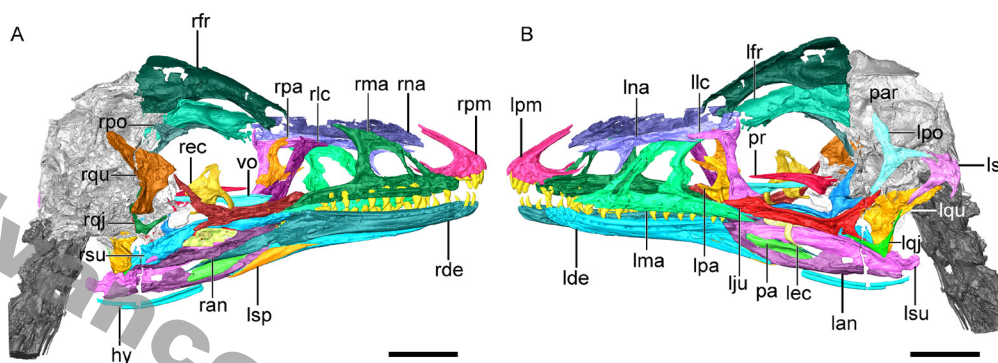 A
rfr
rpa
rlc
rma
rna
rpm
rpo
rec
vo
rqu
rqj
rsu
ran
lsp
rde
hy
B
lpm
lna
llc
lfr
par
lpo
pr
lqu
lqj
lde
lma
lpa
lju
pa
lec
lan
lsu